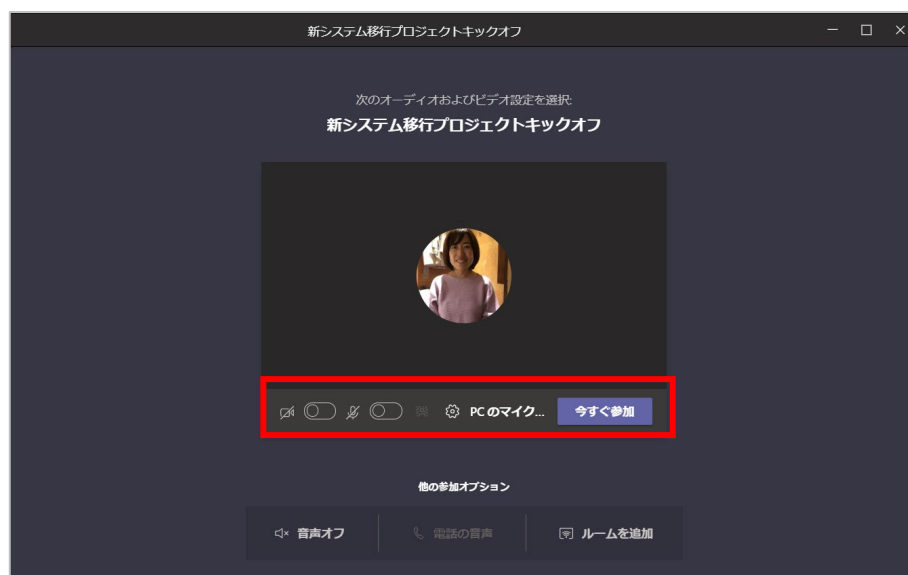 新システム移行プロジェクトキックオフ
次のオーディオおよびビデオ設定を選択:
新システム移行プロジェクトキックオフ
PC のマイク... 今すぐ参加
他の参加オプション
音声オフ 電話の音声 ルームを追加